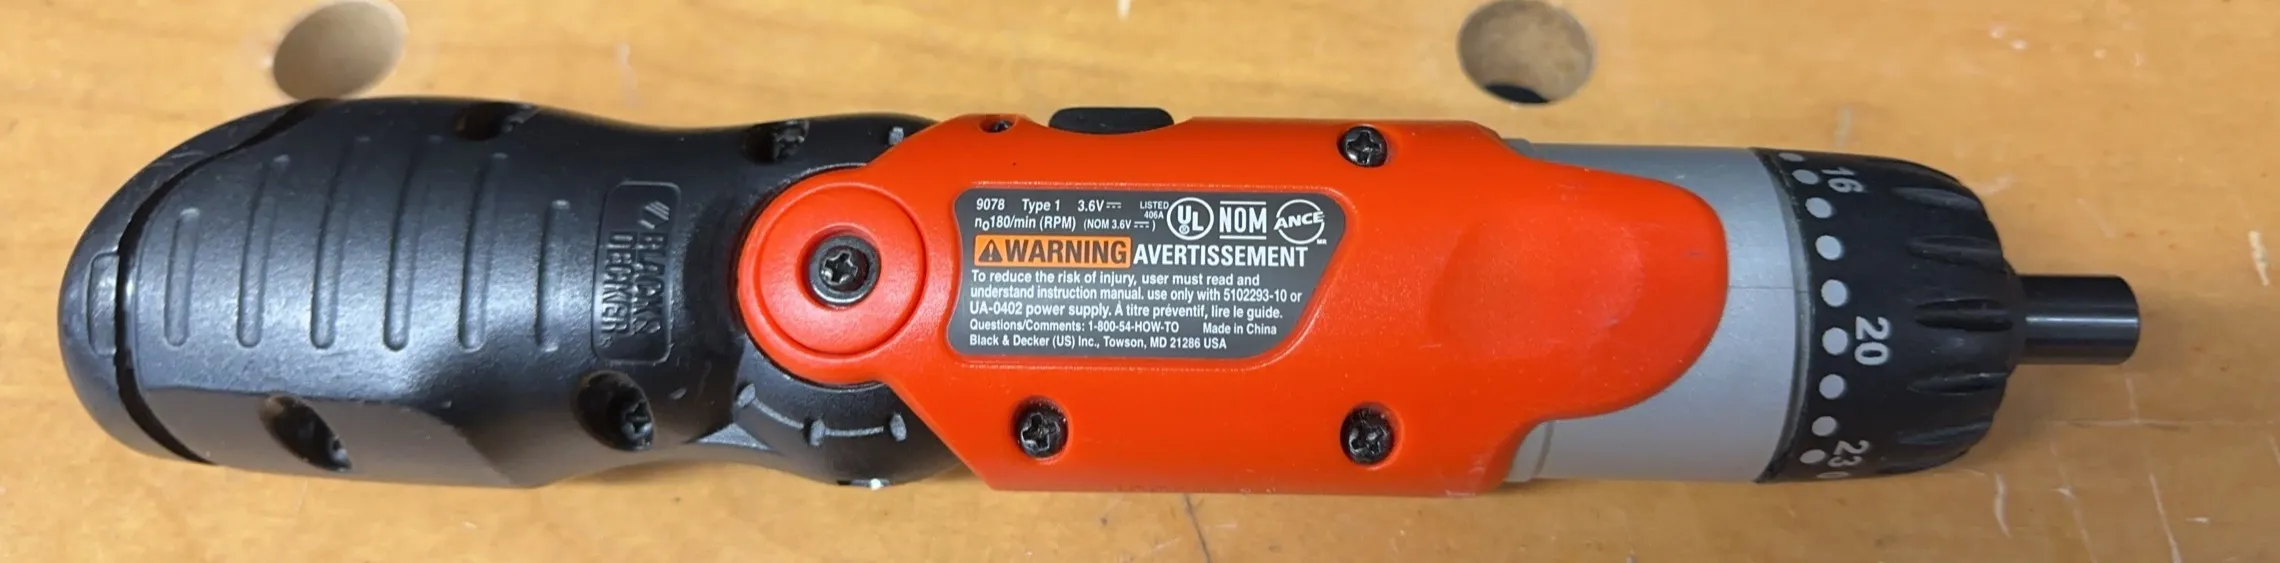 BLACK&
DECKER
9078 Type 1 3.6V⎓ LISTED
406A
UL
NOM
ANCE
MR
no180/min (RPM) (NOM 3.6V⎓)
WARNING AVERTISSEMENT
To reduce the risk of injury, user must read and
understand instruction manual. use only with 5102293-10 or
UA-0402 power supply. À titre préventif, lire le guide.
Questions/Comments: 1-800-54-HOW-TO Made in China
Black & Decker (US) Inc., Towson, MD 21286 USA
16
20
23